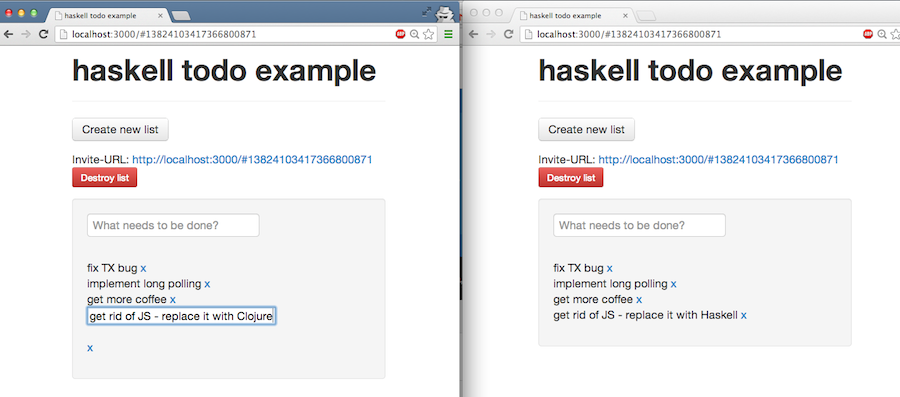 haskell todo example
localhost:3000/#13824103417366800871
haskell todo example
Create new list
Invite-URL: http://localhost:3000/#13824103417366800871
Destroy list
What needs to be done?
fix TX bug x
implement long polling x
get more coffee x
get rid of JS - replace it with Clojure
x
haskell todo example
localhost:3000/#13824103417366800871
haskell todo example
Create new list
Invite-URL: http://localhost:3000/#13824103417366800871
Destroy list
What needs to be done?
fix TX bug x
implement long polling x
get more coffee x
get rid of JS - replace it with Haskell x